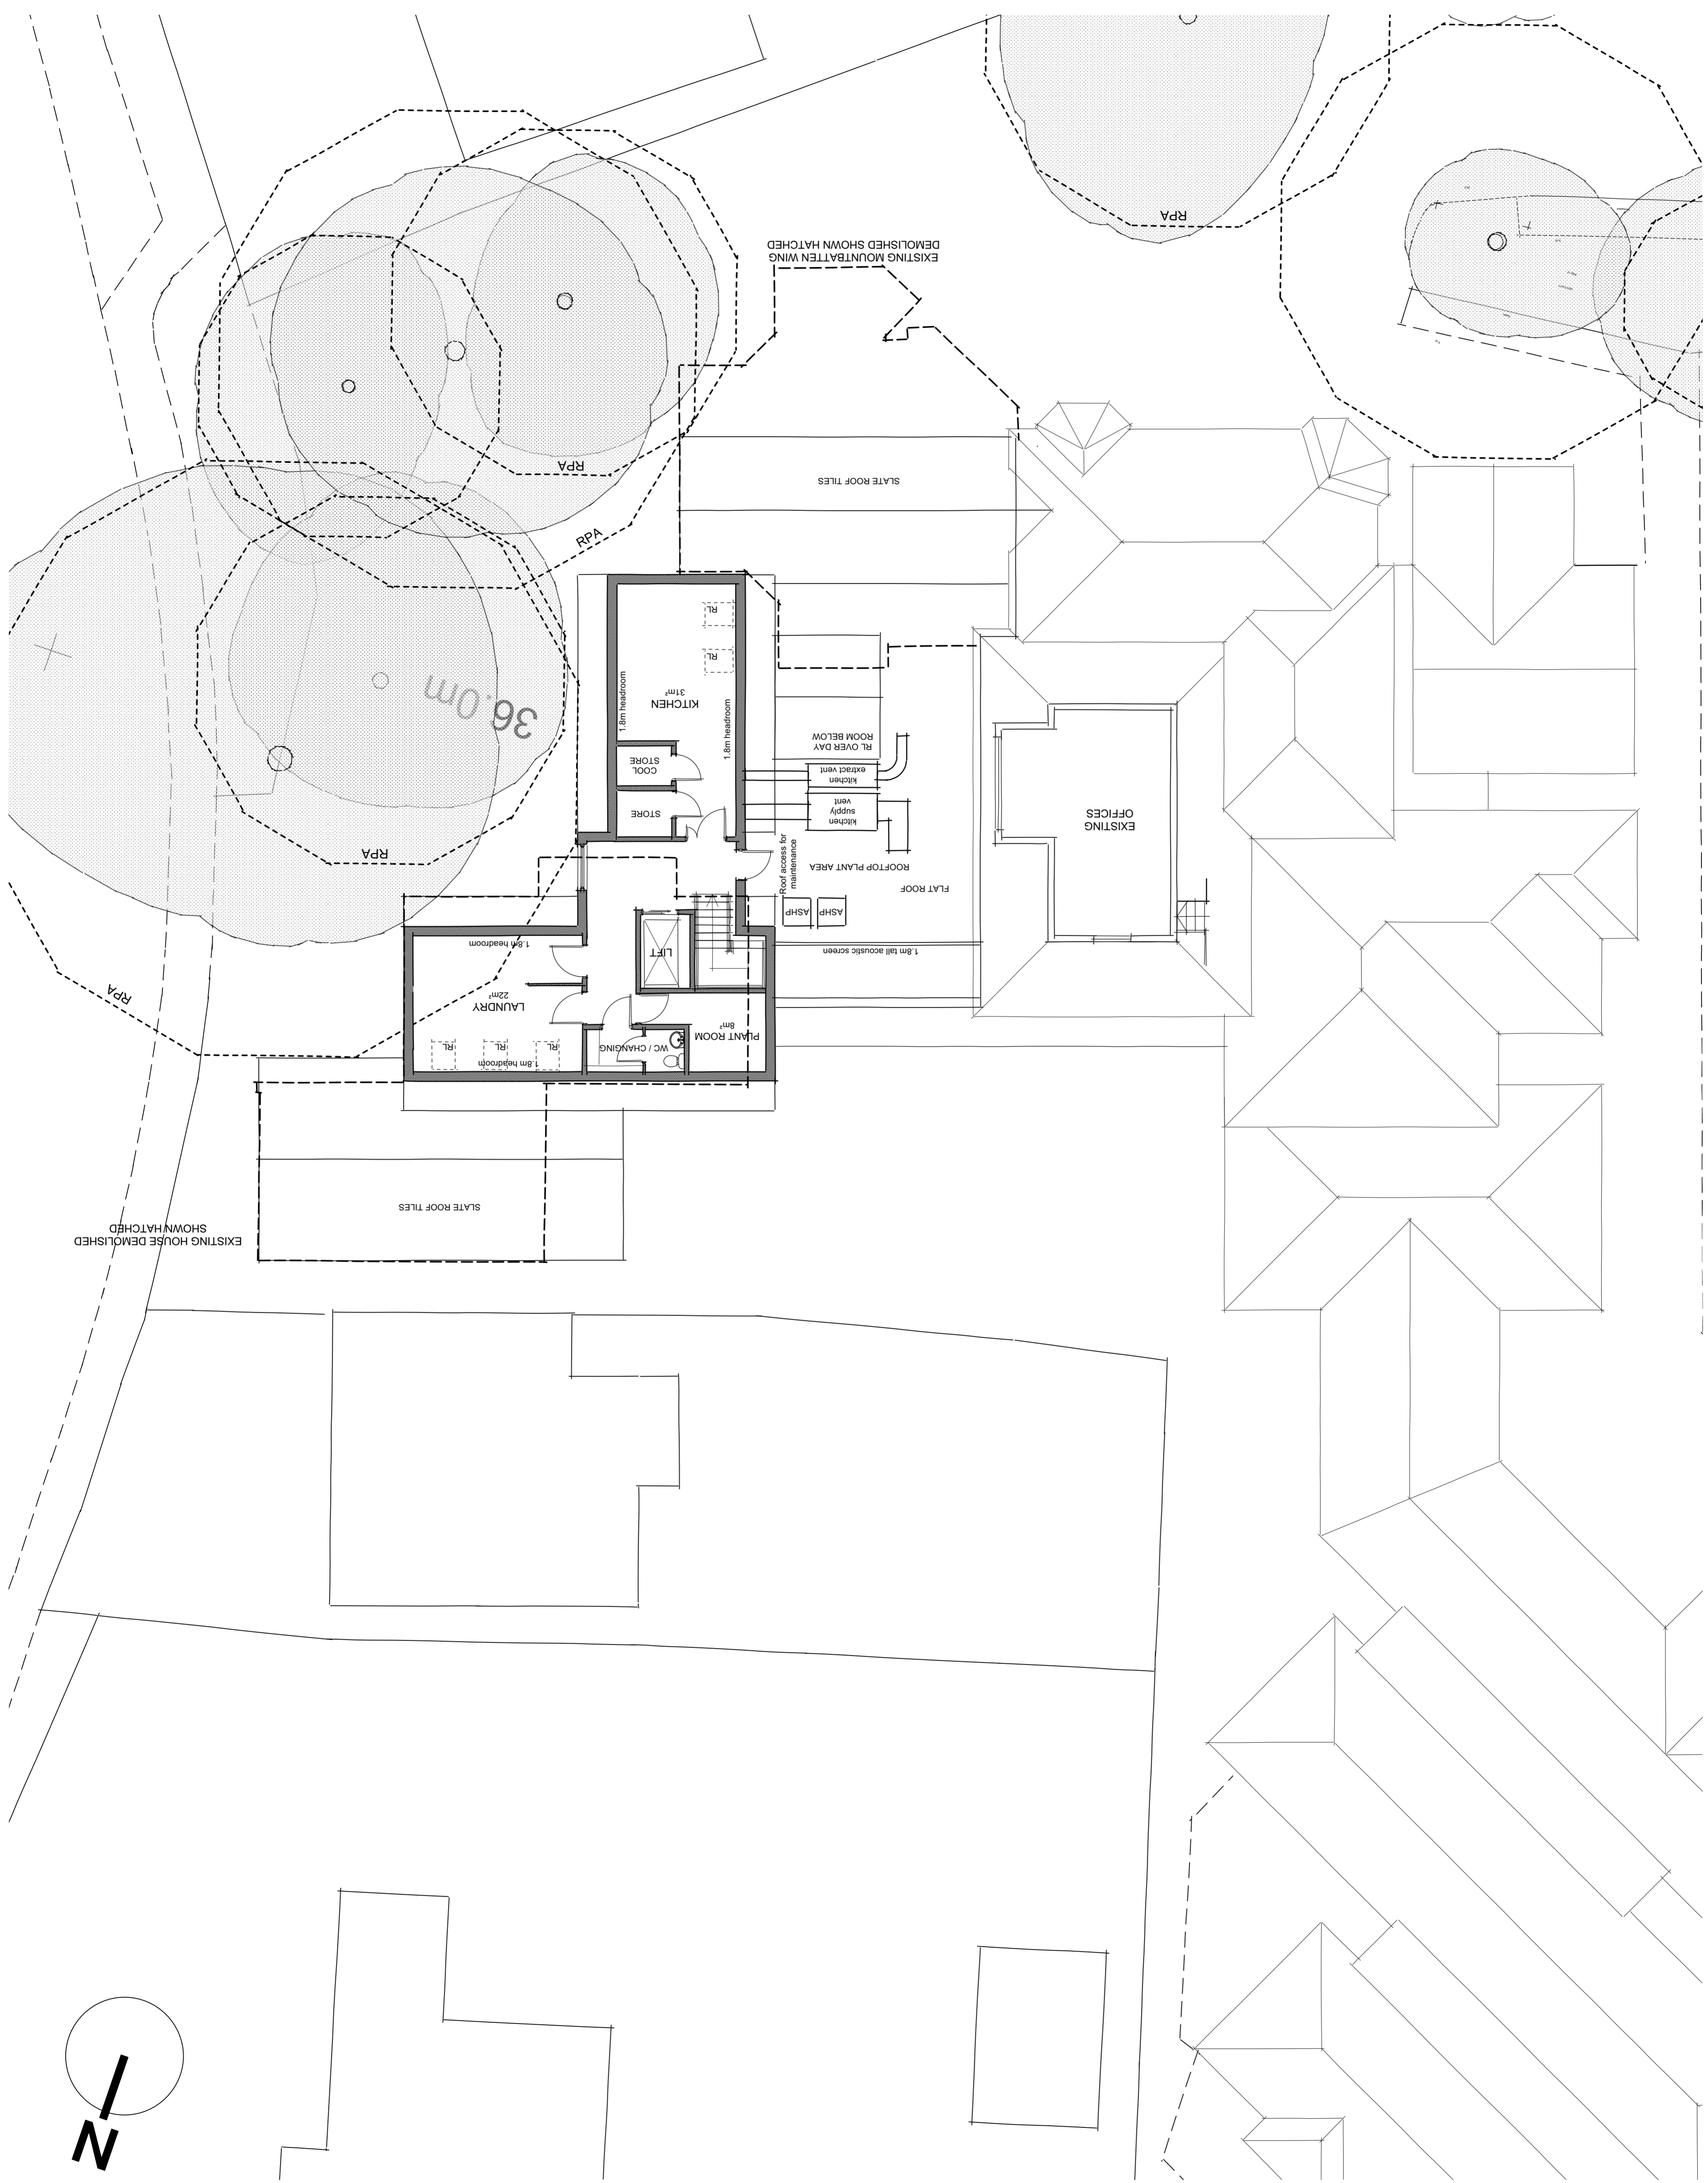 RPA
EXISTING MOUNTBATTEN WING
DEMOLISHED SHOWN HATCHED
RPA
SLATE ROOF TILES
RPA
RL
RL
1.8m headroom
KITCHEN
31m²
1.8m headroom
36.0m
RL OVER DAY
ROOM BELOW
COOL
STORE
kitchen
extract vent
STORE
kitchen
supply
vent
EXISTING
OFFICES
RPA
Roof access for
maintenance
ROOFTOP PLANT AREA
FLAT ROOF
ASHP
ASHP
1.8m headroom
LIFT
1.8m tall acoustic screen
RPA
LAUNDRY
22m²
PLANT ROOM
8m²
WC / CHANGING
RL
RL
RL
1.8m headroom
SLATE ROOF TILES
EXISTING HOUSE DEMOLISHED
SHOWN HATCHED
N